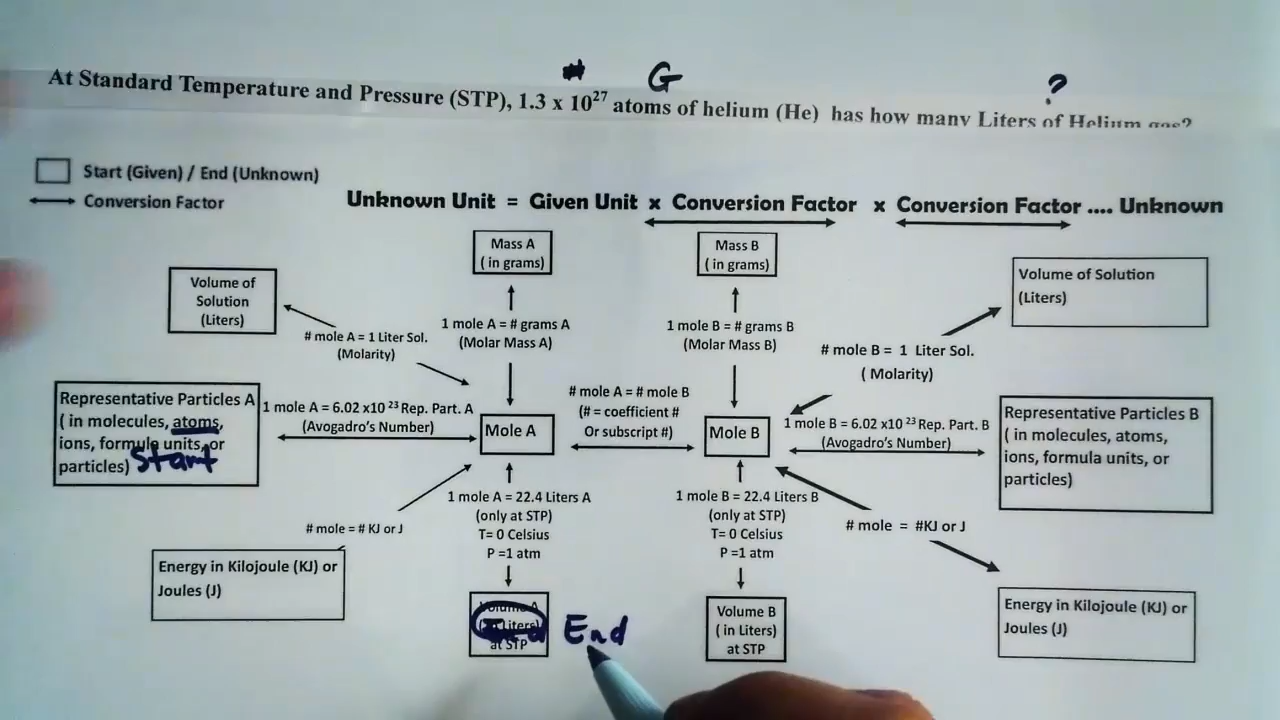 # G ?
At Standard Temperature and Pressure (STP), 1.3 x 10²⁷ atoms of helium (He) has how many Liters of Helium gas?
Start (Given) / End (Unknown)
Conversion Factor
Unknown Unit = Given Unit x Conversion Factor x Conversion Factor .... Unknown
Mass A
( in grams)
Mass B
( in grams)
Volume of
Solution
(Liters)
Volume of Solution
(Liters)
1 mole A = # grams A
(Molar Mass A)
1 mole B = # grams B
(Molar Mass B)
# mole A = 1 Liter Sol.
(Molarity)
# mole B = 1 Liter Sol.
( Molarity)
Representative Particles A
( in molecules, atoms,
ions, formula units, or
particles)
Start
1 mole A = 6.02 x10 ²³ Rep. Part. A
(Avogadro's Number)
Mole A
# mole A = # mole B
(# = coefficient #
Or subscript #)
Mole B
1 mole B = 6.02 x10 ²³ Rep. Part. B
(Avogadro's Number)
Representative Particles B
( in molecules, atoms,
ions, formula units, or
particles)
1 mole A = 22.4 Liters A
(only at STP)
T= 0 Celsius
P =1 atm
1 mole B = 22.4 Liters B
(only at STP)
T= 0 Celsius
P =1 atm
# mole = # KJ or J
# mole = #KJ or J
Energy in Kilojoule (KJ) or
Joules (J)
Volume A
(in Liters)
at STP
End
Volume B
( in Liters)
at STP
Energy in Kilojoule (KJ) or
Joules (J)